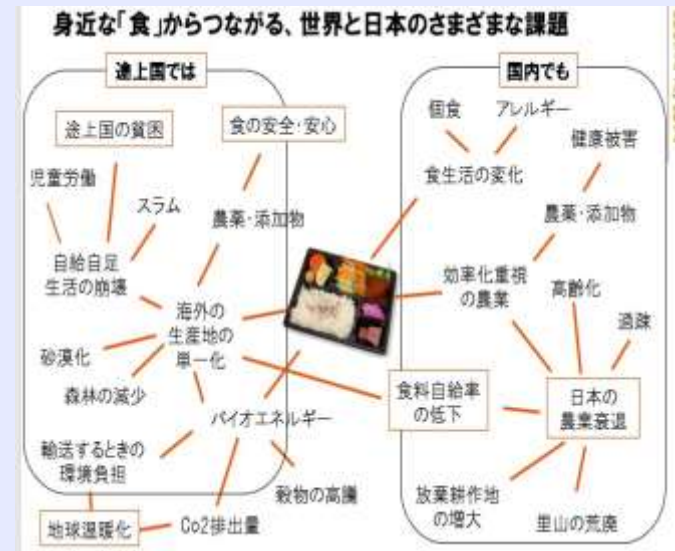 身近な「食」からつながる、世界と日本のさまざまな課題
途上国では
途上国の貧困
食の安全・安心
児童労働
スラム
農薬・添加物
自給自足
生活の崩壊
海外の
生産地の
単一化
砂漠化
森林の減少
バイオエネルギー
輸送するときの
環境負担
穀物の高騰
地球温暖化
Co2排出量
国内でも
個食
アレルギー
健康被害
食生活の変化
農薬・添加物
効率化重視
の農業
高齢化
過疎
食料自給率
の低下
日本の
農業衰退
放棄耕作地
の増大
里山の荒廃